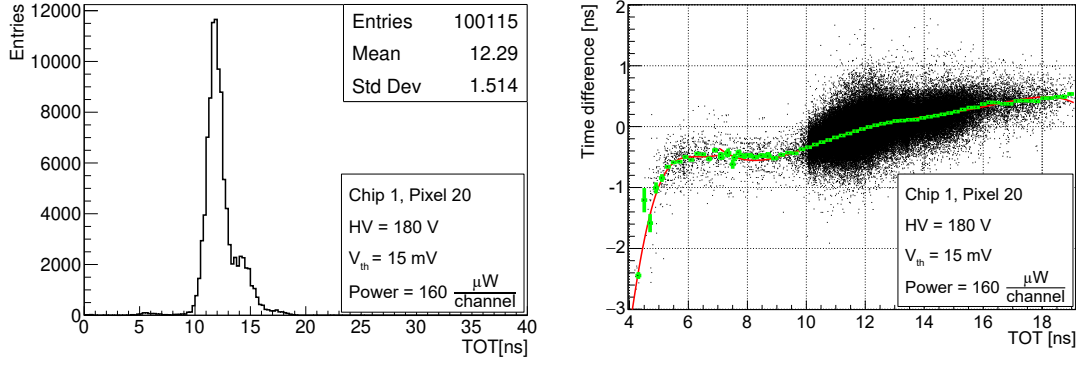 Entries
12000
10000
8000
6000
4000
2000
0
Entries 100115
Mean 12.29
Std Dev 1.514
Chip 1, Pixel 20
HV = 180 V
V_th = 15 mV
Power = 160 μW/channel
0 5 10 15 20 25 30 35 40
TOT[ns]
Time difference [ns]
2
1
0
−1
−2
−3
Chip 1, Pixel 20
HV = 180 V
V_th = 15 mV
Power = 160 μW/channel
4 6 8 10 12 14 16 18
TOT [ns]